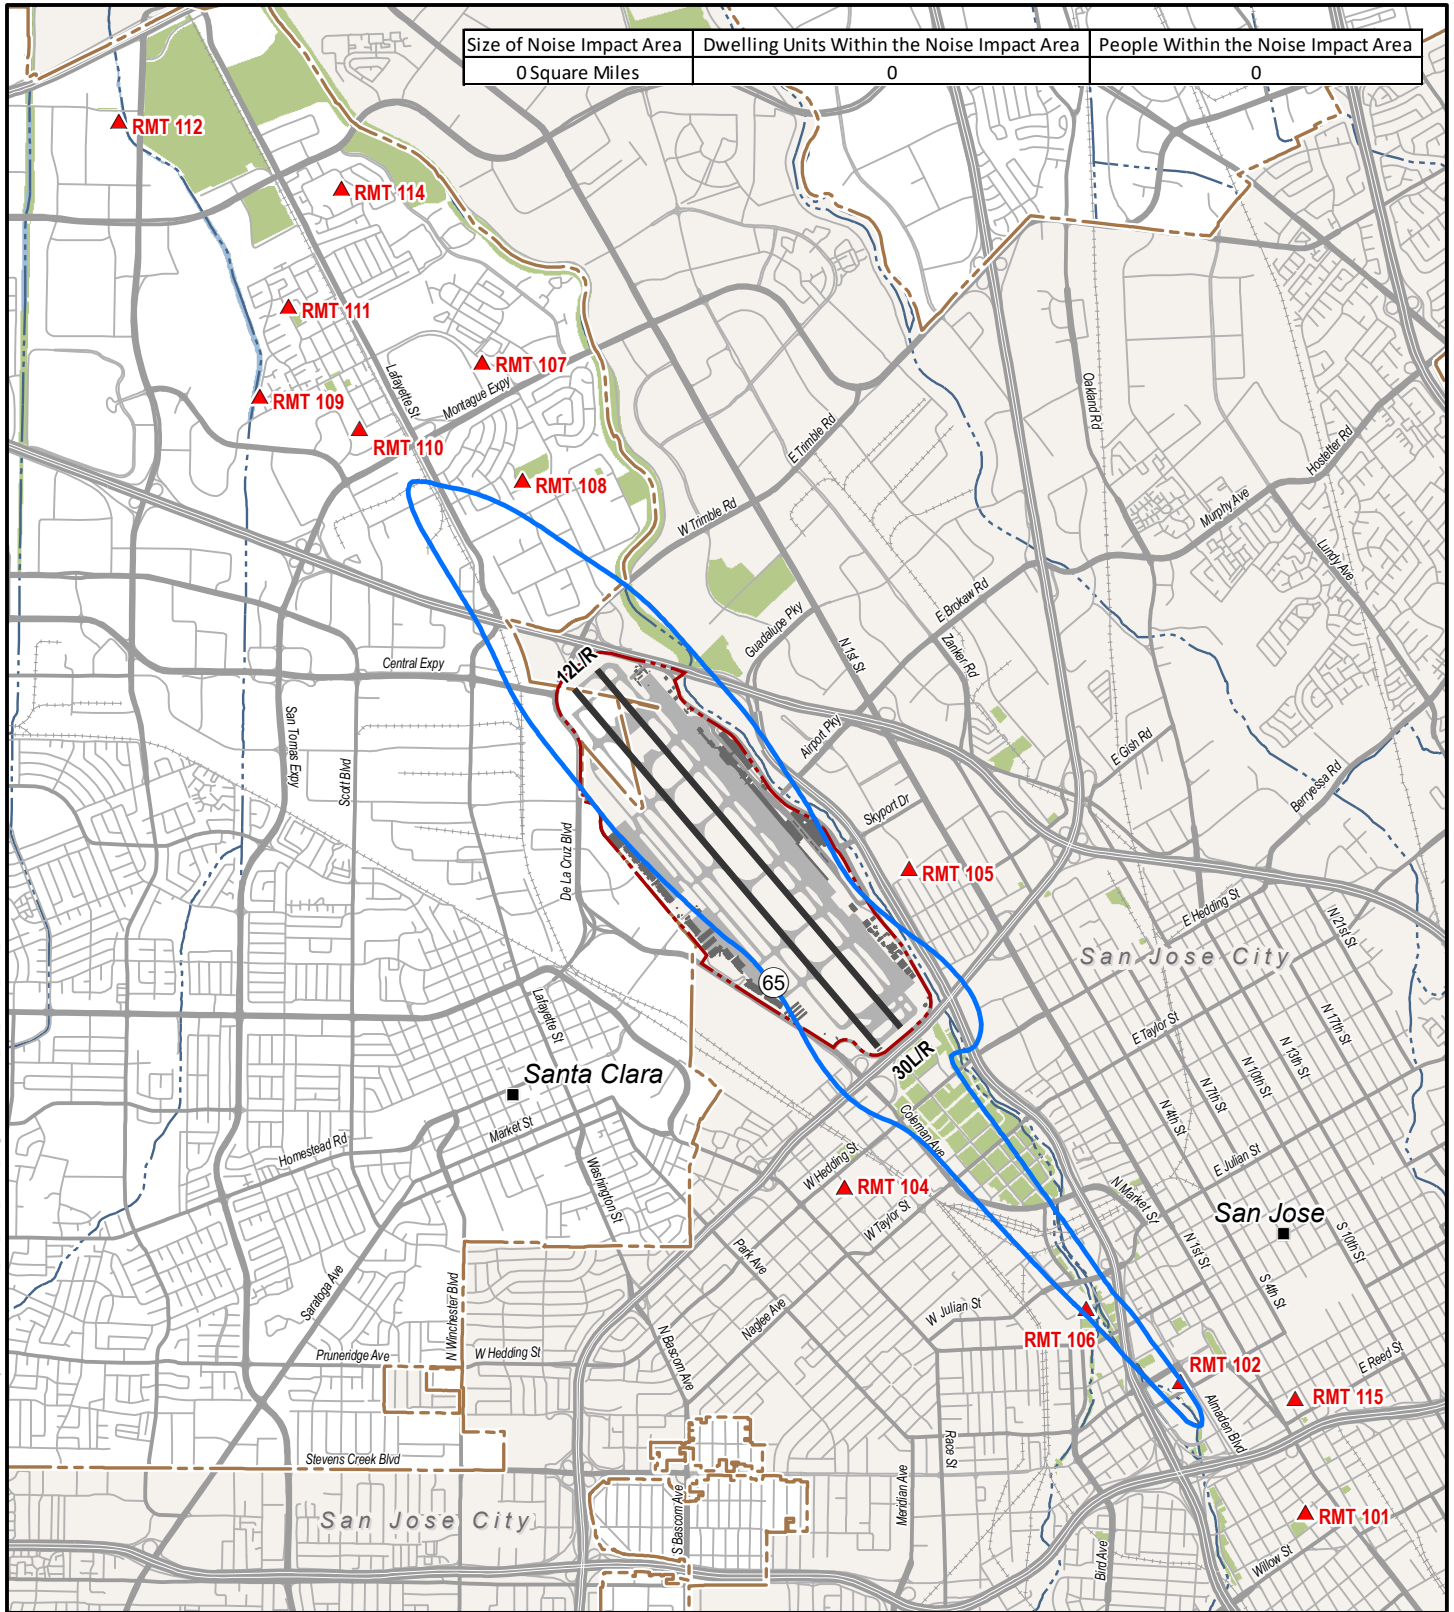 Size of Noise Impact Area Dwelling Units Within the Noise Impact Area People Within the Noise Impact Area
0 Square Miles 0 0
RMT 112
RMT 114
RMT 111
RMT 107
Lafayette St
Montague Expy
RMT 109
RMT 110
RMT 108
Oakland Rd
E Trimble Rd
Hostetter Rd
W Trimble Rd
Murphy Ave
Lundy Ave
E Brokaw Rd
Guadalupe Pky
N 1st St
Zanker Rd
Central Expy
12L/R
San Tomas Expy
Scott Blvd
Airport Pky
E Gish Rd
Berryessa Rd
Skyport Dr
De La Cruz Blvd
RMT 105
E Hedding St
N 21st St
San Jose City
65
Lafayette St
N 17th St
E Taylor St
N 13th St
N 10th St
N 7th St
N 4th St
30L/R
Santa Clara
Market St
Homestead Rd
Coleman Ave
W Hedding St
E Julian St
Washington St
RMT 104
N Market St
W Taylor St
San Jose
S 10th St
N 1st St
Park Ave
S 4th St
Saratoga Ave
N Winchester Blvd
Naglee Ave
W Julian St
RMT 106
Pruneridge Ave
W Hedding St
N Bascom Ave
E Reed St
RMT 102
RMT 115
Almaden Blvd
Race St
Stevens Creek Blvd
Meridian Ave
S Bascom Ave
San Jose City
RMT 101
Bird Ave
Willow St